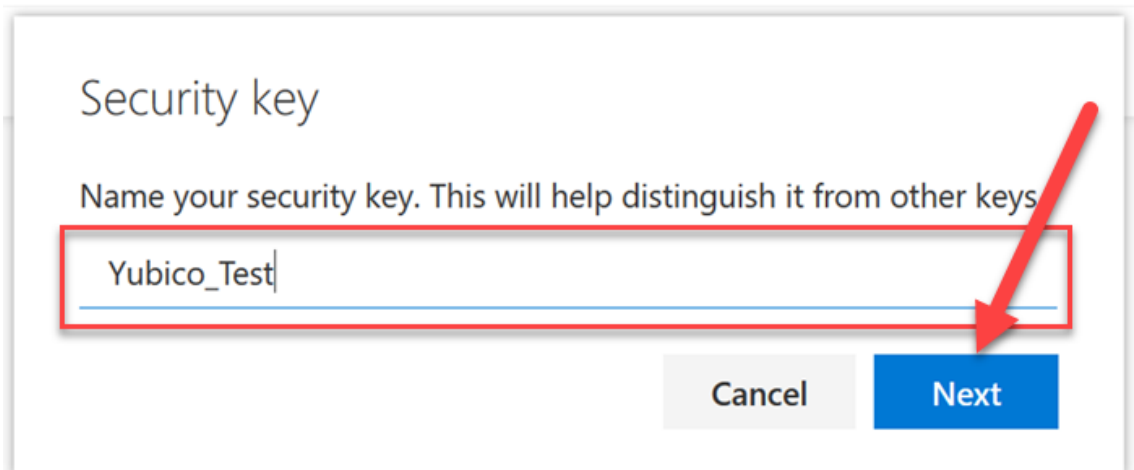 Security key
Name your security key. This will help distinguish it from other keys
Yubico_Test
Cancel Next